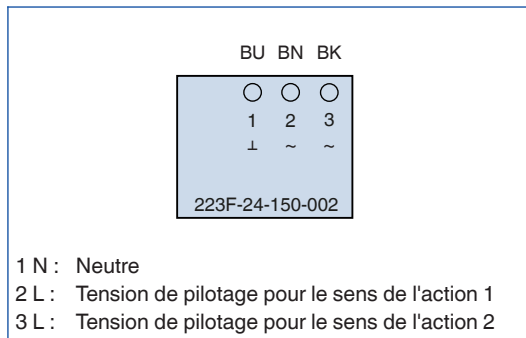 BU BN BK
1 2 3
⊥ ~ ~
223F-24-150-002
1 N : Neutre
2 L : Tension de pilotage pour le sens de l'action 1
3 L : Tension de pilotage pour le sens de l'action 2